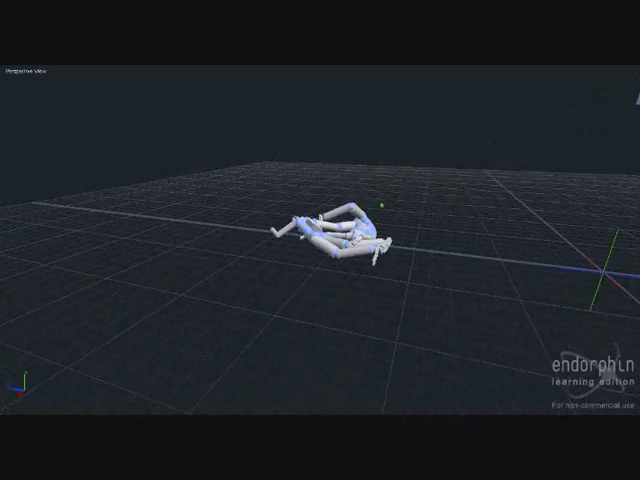 Perspective View
endorphin
learning edition
For non-commercial use